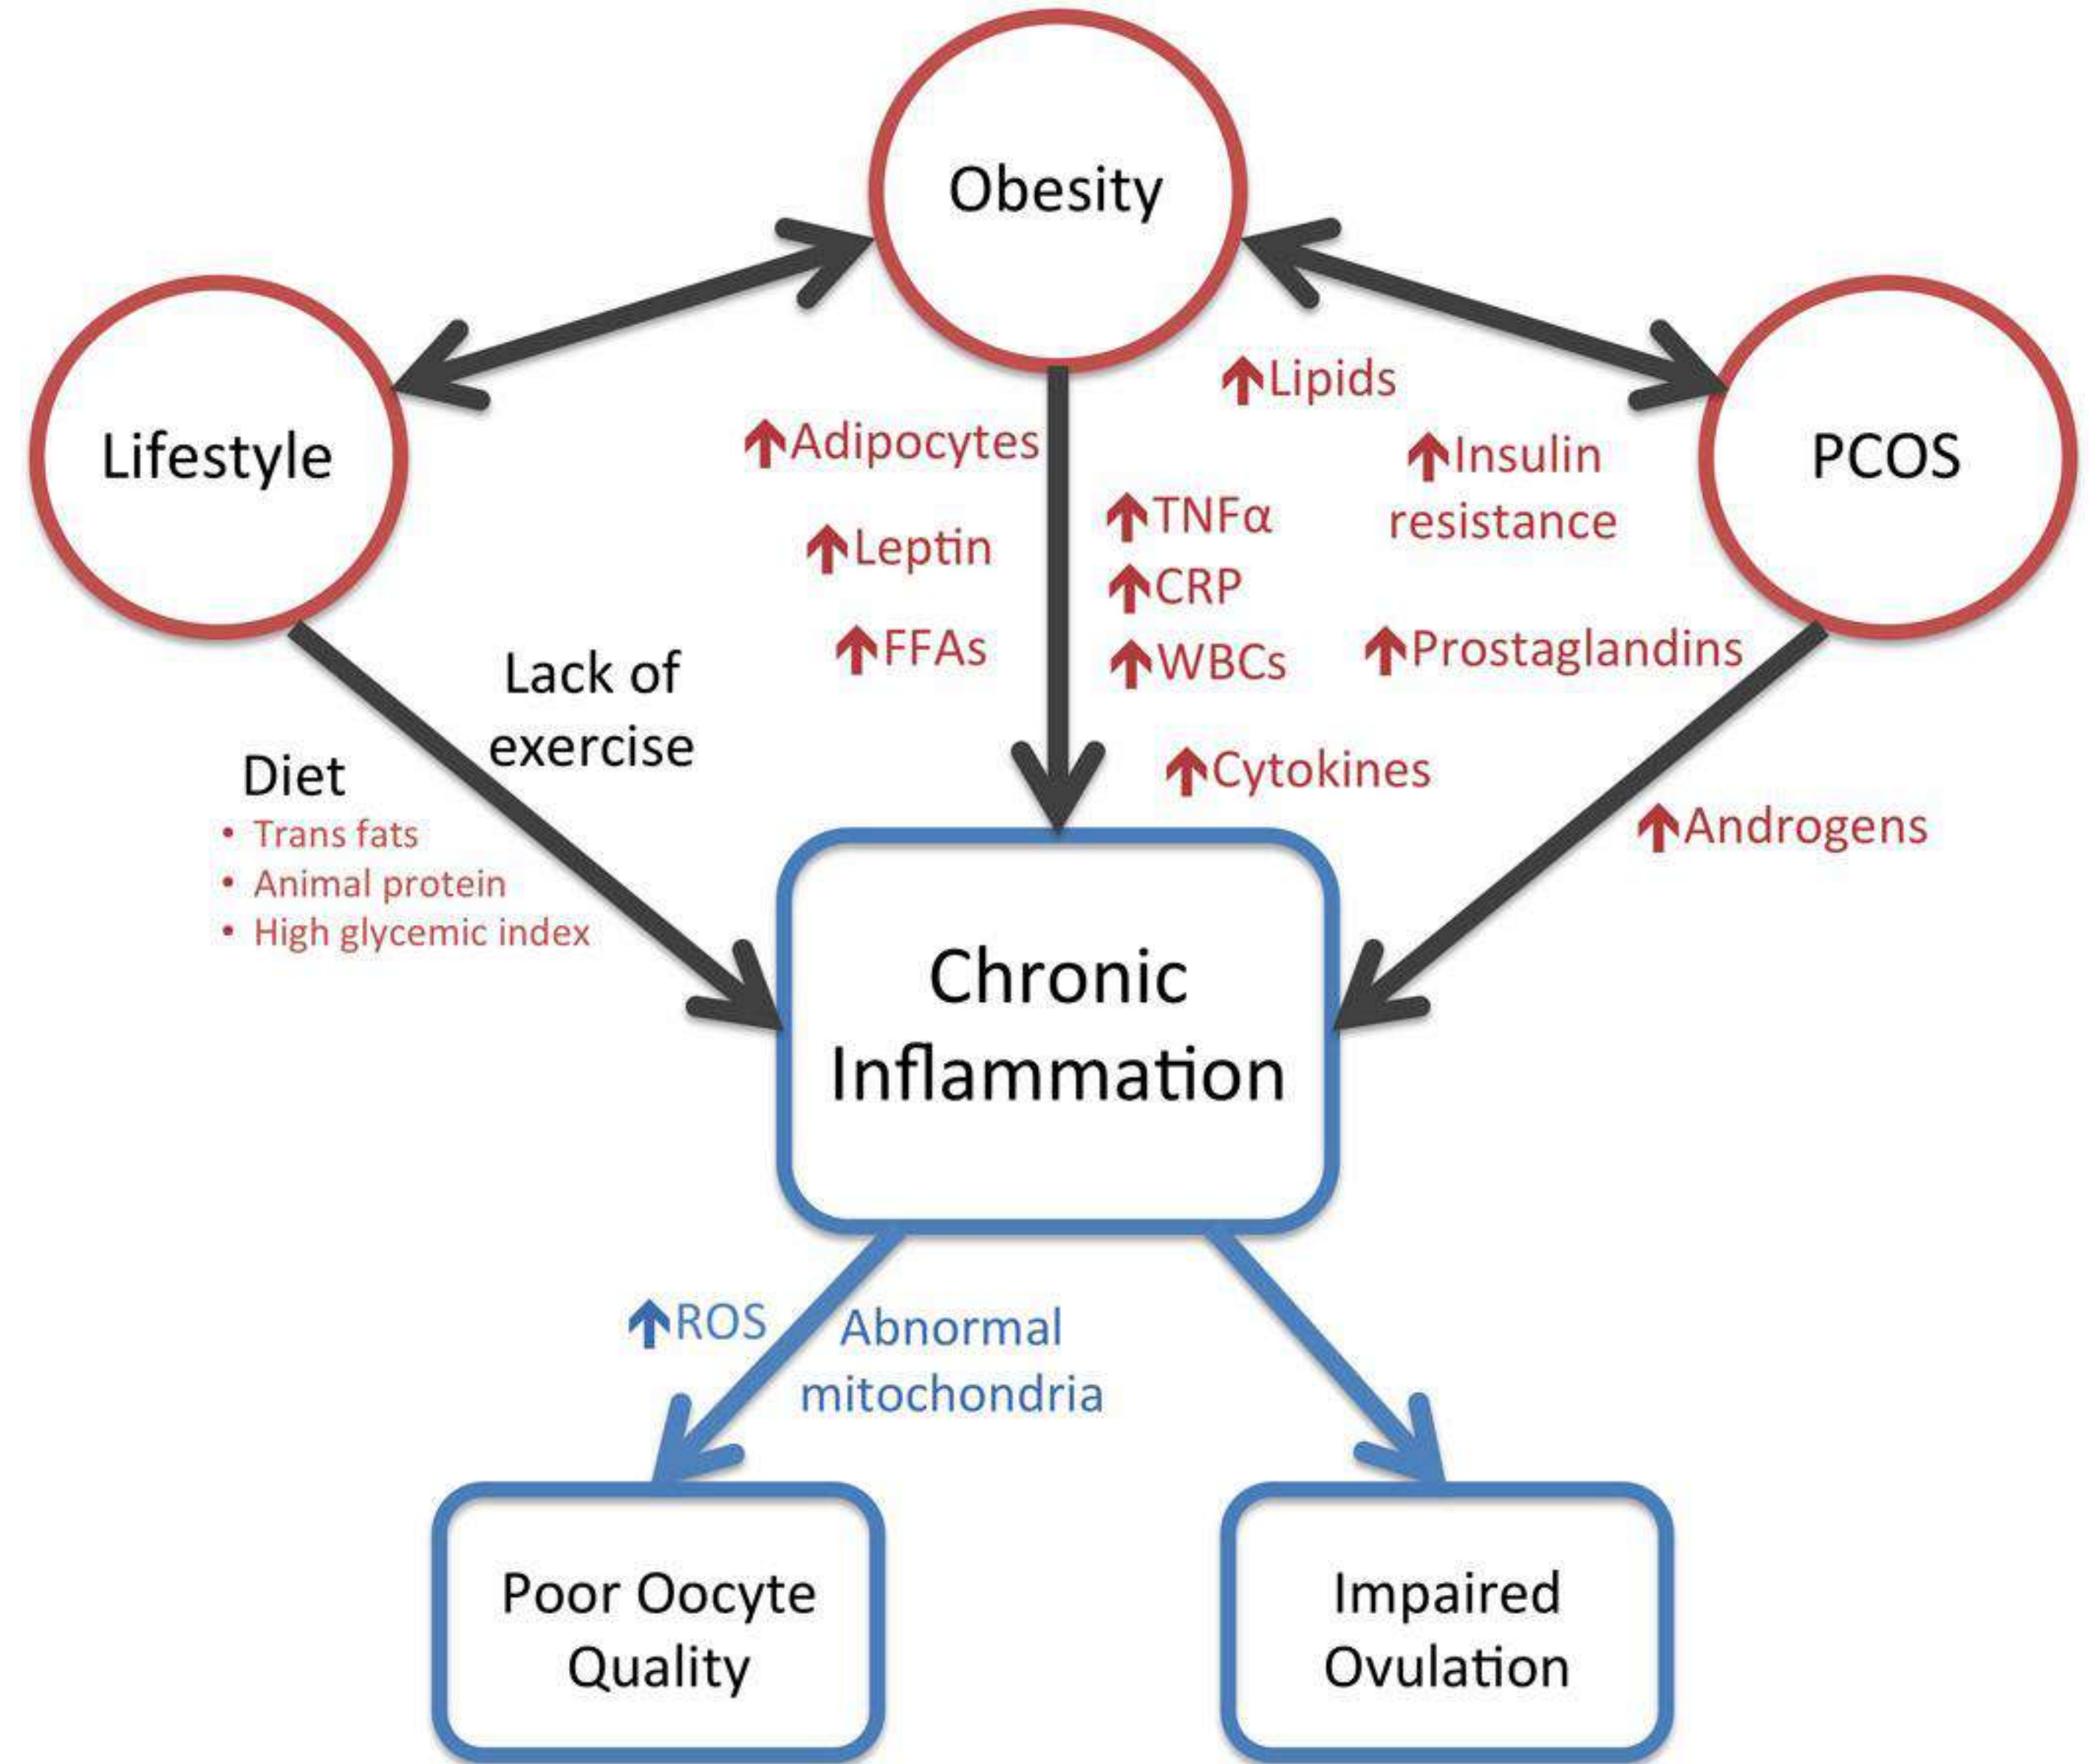 Obesity
Lifestyle
PCOS
Lipids
Adipocytes
Insulin
resistance
TNFα
Leptin
CRP
FFAs
WBCs
Prostaglandins
Lack of
exercise
Cytokines
Diet
• Trans fats
• Animal protein
• High glycemic index
Androgens
Chronic
Inflammation
ROS
Abnormal
mitochondria
Poor Oocyte
Quality
Impaired
Ovulation